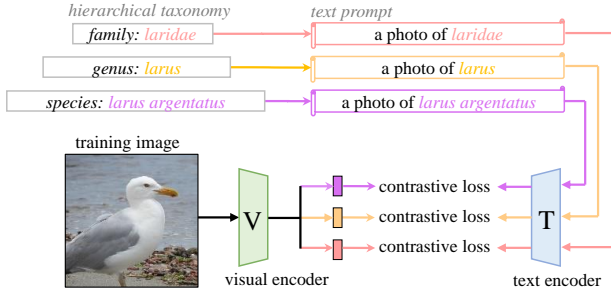 hierarchical taxonomy text prompt
family: laridae a photo of laridae
genus: larus a photo of larus
species: larus argentatus a photo of larus argentatus
training image
V
contrastive loss
contrastive loss
contrastive loss
T
visual encoder
text encoder